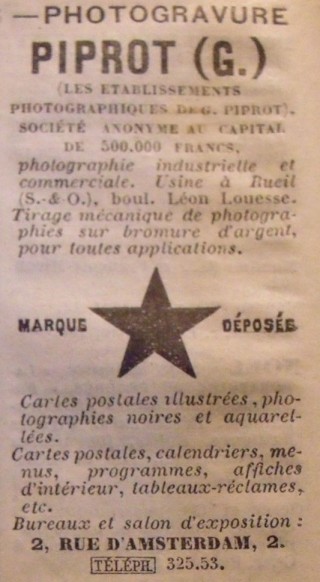 —PHOTOGRAVURE
PIPROT (G.)
(LES ETABLISSEMENTS
PHOTOGRAPHIQUES DE G. PIPROT).
SOCIÉTÉ ANONYME AU CAPITAL
DE 500.000 FRANCS,
photographie industrielle et
commerciale. Usine à Rueil
(S.-& O.), boul. Léon Louesse.
Tirage mécanique de photogra-
phies sur bromure d'argent,
pour toutes applications.
MARQUE DÉPOSÉE
Cartes postales illustrées, pho-
tographies noires et aquarel-
lées.
Cartes postales, calendriers, me-
nus, programmes, affiches
d'intérieur, tableaux-réclames,
etc.
Bureaux et salon d'exposition :
2, RUE D'AMSTERDAM, 2.
TÉLÉPH. 325.53.